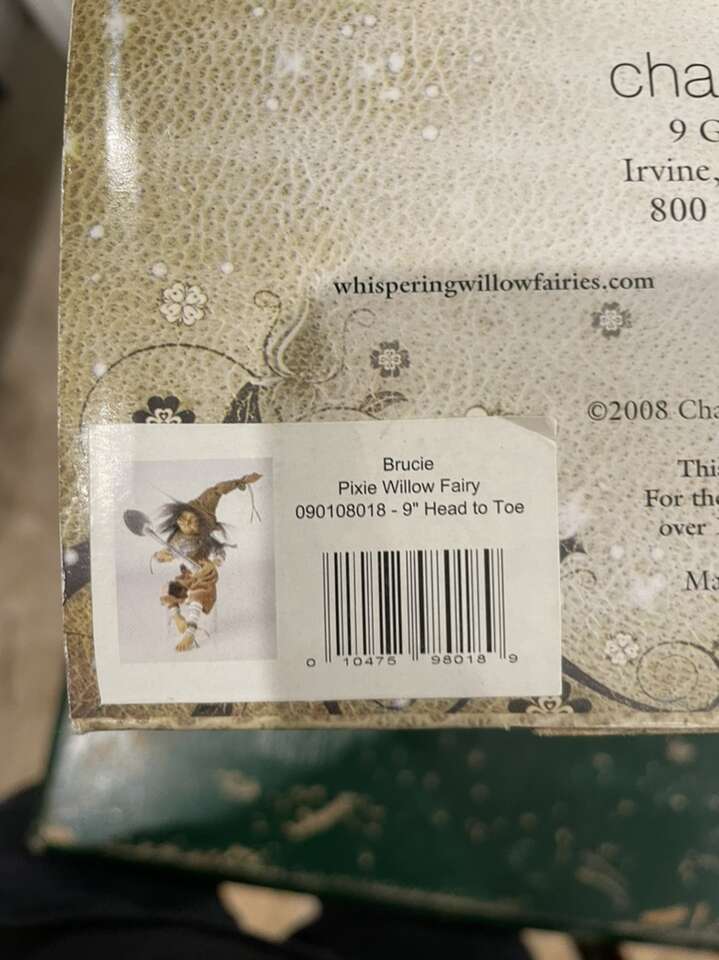 cha
9 G
Irvine,
800
whisperingwillowfairies.com
©2008 Cha
Thi
For the
over
Ma
Brucie
Pixie Willow Fairy
090108018 - 9" Head to Toe
0 10475 98018 9